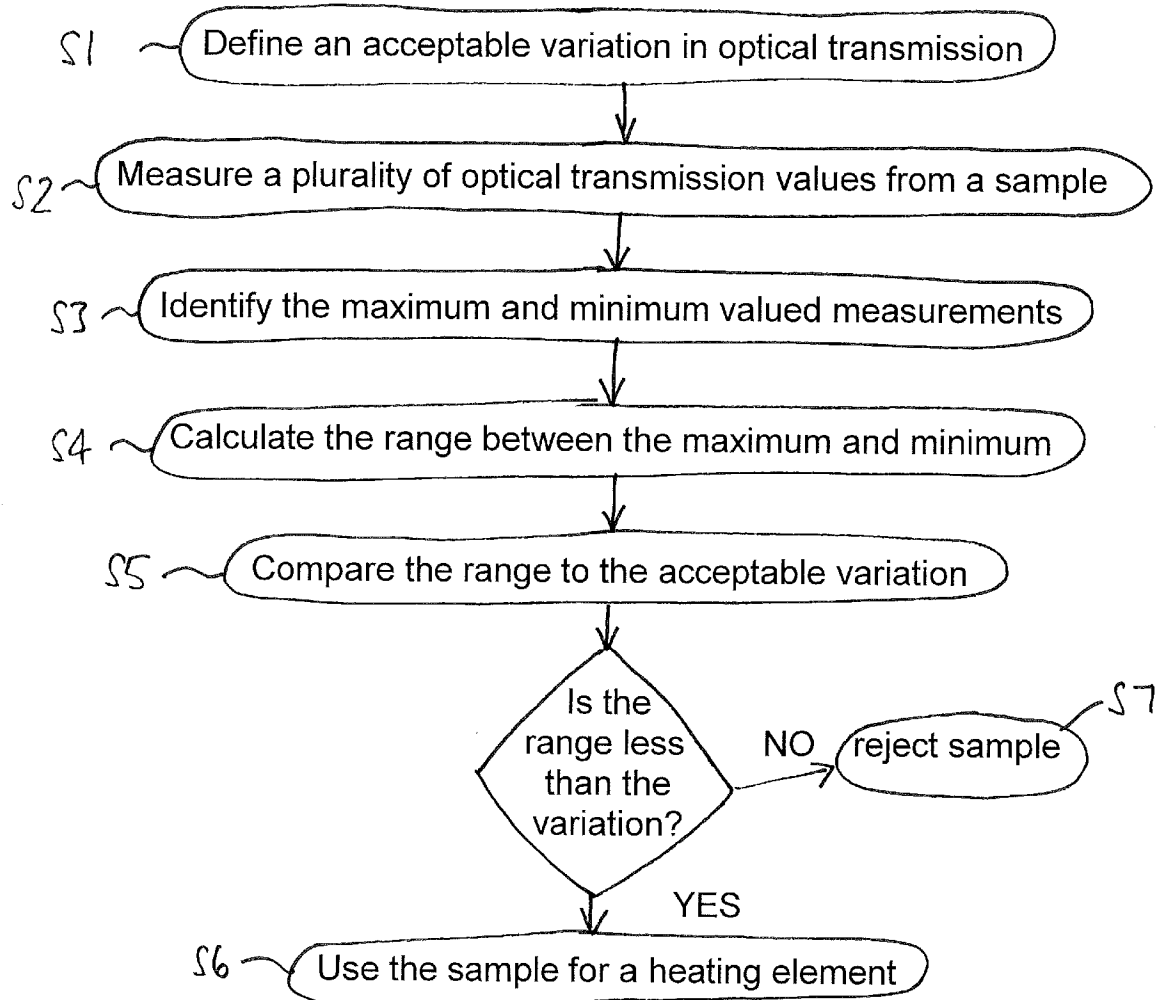 S1 Define an acceptable variation in optical transmission
S2 Measure a plurality of optical transmission values from a sample
S3 Identify the maximum and minimum valued measurements
S4 Calculate the range between the maximum and minimum
S5 Compare the range to the acceptable variation
Is the
range less
than the
variation?
NO
reject sample
S7
YES
S6 Use the sample for a heating element